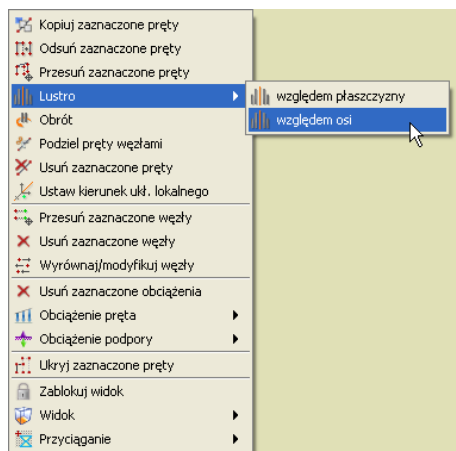 Kopiuj zaznaczone pręty
Odsuń zaznaczone pręty
Przesuń zaznaczone pręty
Lustro
względem płaszczyzny
względem osi
Obrót
Podziel pręty węzłami
Usuń zaznaczone pręty
Ustaw kierunek ukł. lokalnego
Przesuń zaznaczone węzły
Usuń zaznaczone węzły
Wyrównaj/modyfikuj węzły
Usuń zaznaczone obciążenia
Obciążenie pręta
Obciążenie podpory
Ukryj zaznaczone pręty
Zablokuj widok
Widok
Przyciąganie